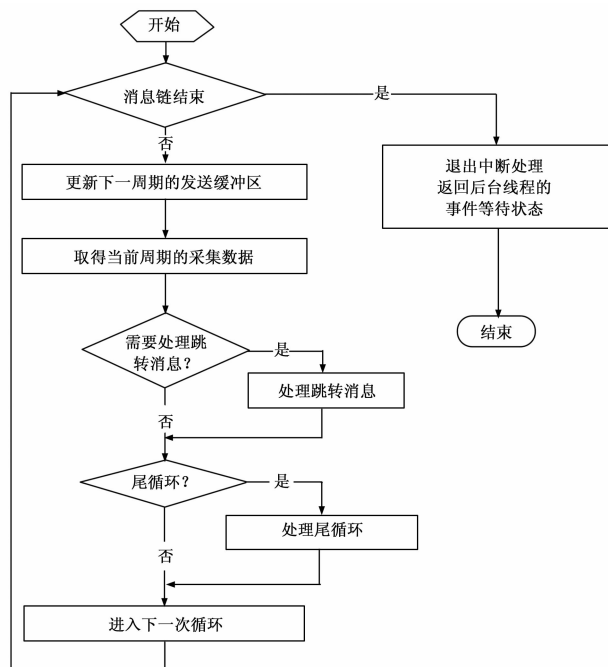 开始
消息链结束
是
否
退出中断处理
返回后台线程的
事件等待状态
更新下一周期的发送缓冲区
取得当前周期的采集数据
结束
需要处理跳
转消息？
是
处理跳转消息
否
尾循环？
是
处理尾循环
否
进入下一次循环